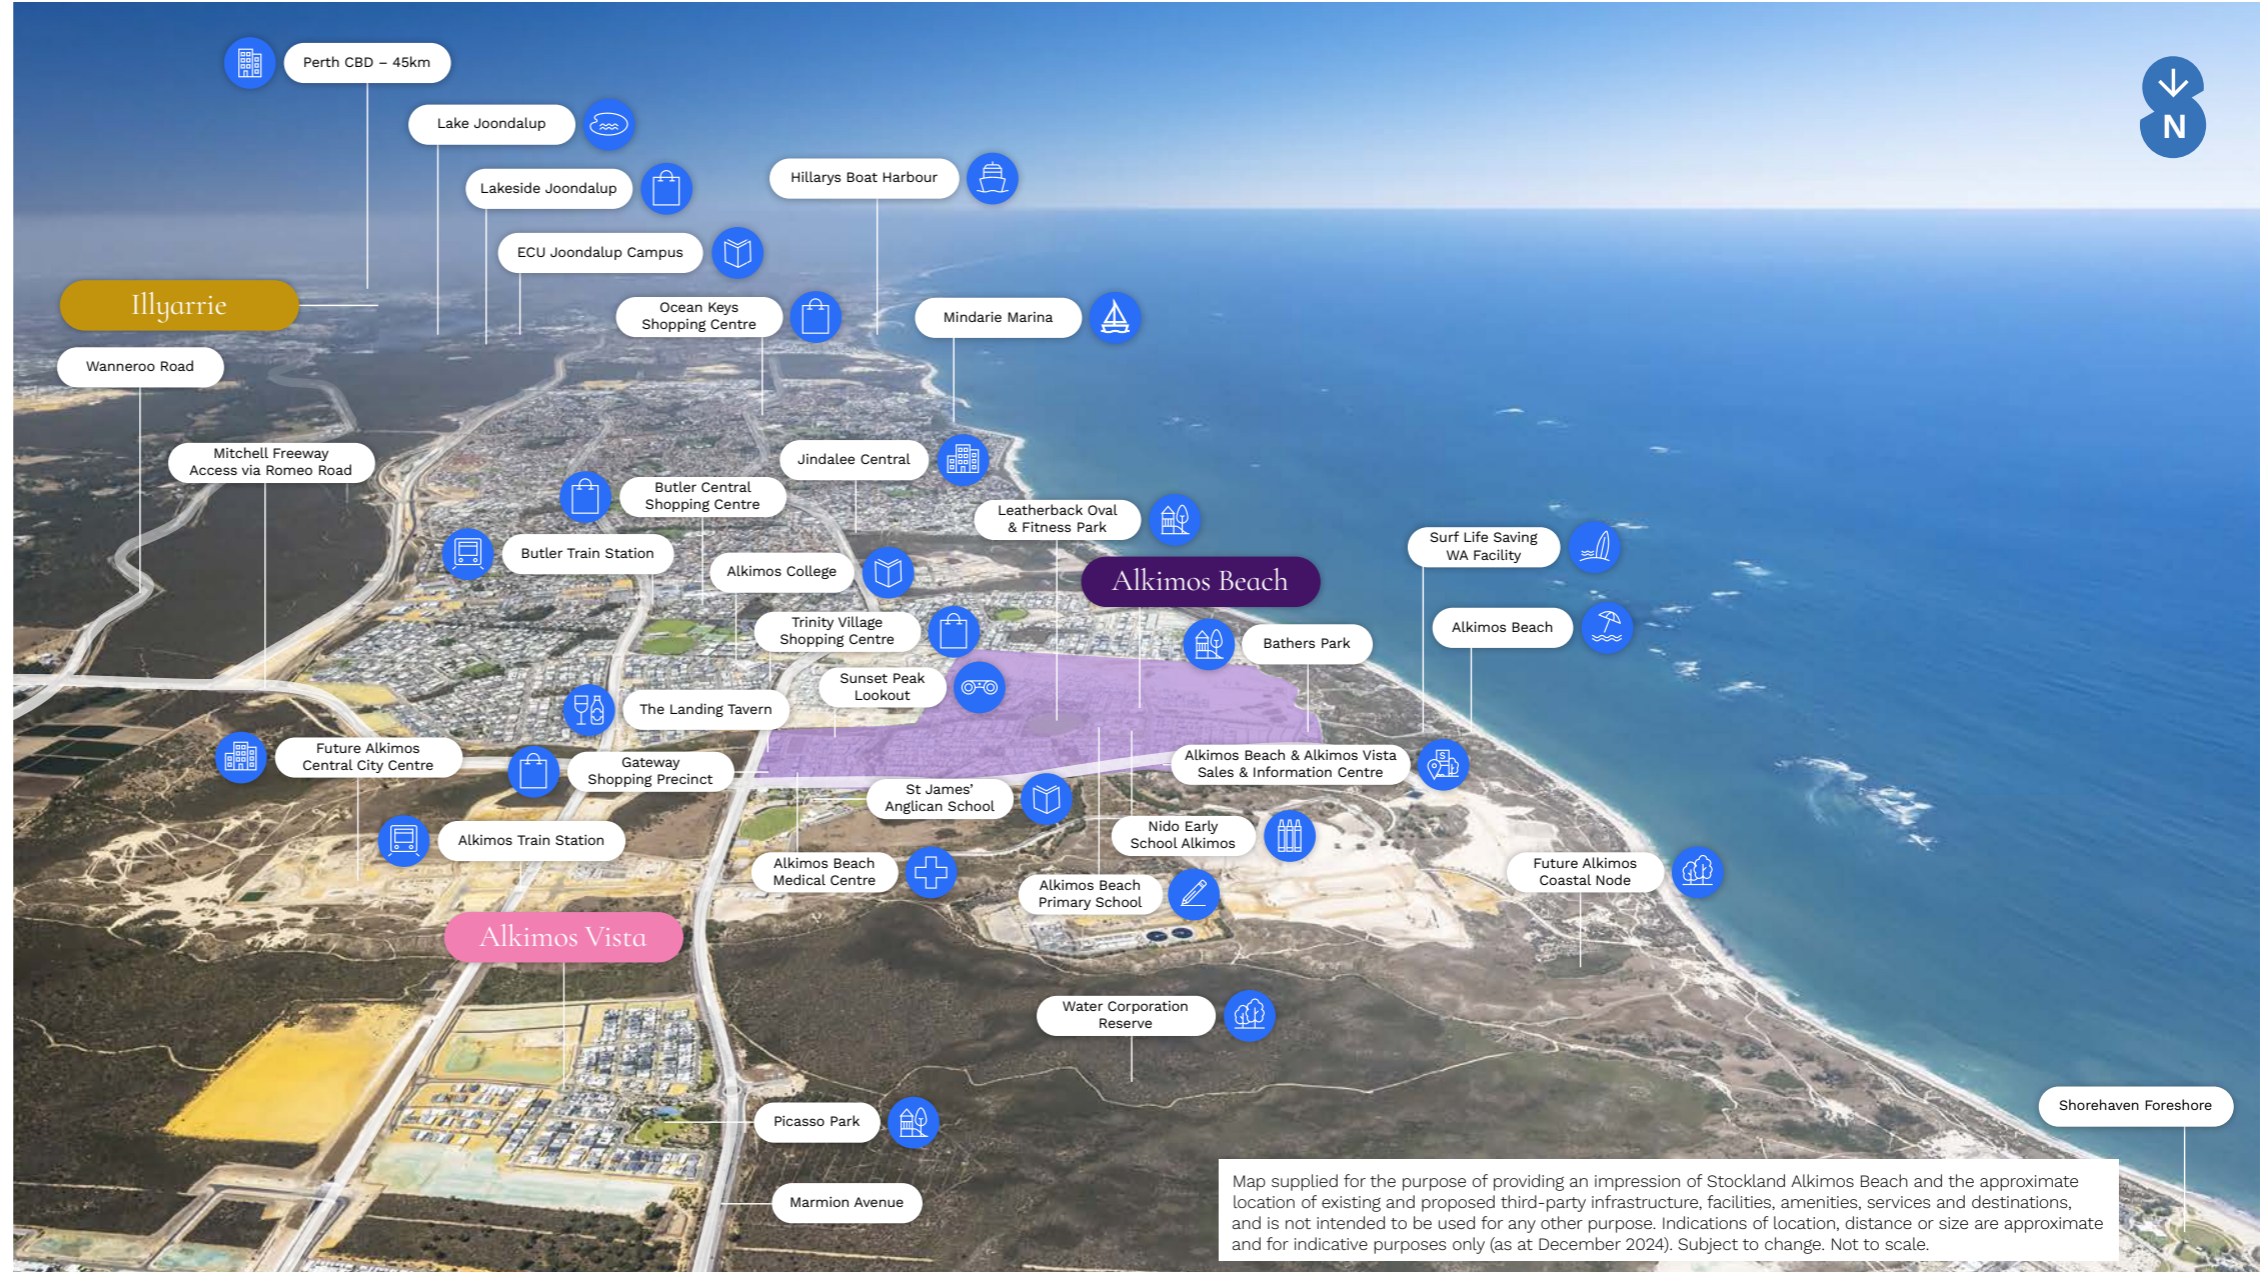 Perth CBD – 45km
N
Lake Joondalup
Hillarys Boat Harbour
Lakeside Joondalup
ECU Joondalup Campus
Illyarrie
Ocean Keys
Shopping Centre
Mindarie Marina
Wanneroo Road
Mitchell Freeway
Access via Romeo Road
Jindalee Central
Butler Central
Shopping Centre
Leatherback Oval
& Fitness Park
Surf Life Saving
WA Facility
Butler Train Station
Alkimos College
Alkimos Beach
Trinity Village
Shopping Centre
Bathers Park
Alkimos Beach
Sunset Peak
Lookout
The Landing Tavern
Future Alkimos
Central City Centre
Gateway
Shopping Precinct
Alkimos Beach & Alkimos Vista
Sales & Information Centre
S
St James’
Anglican School
Alkimos Train Station
Nido Early
School Alkimos
Alkimos Beach
Medical Centre
Alkimos Beach
Primary School
Future Alkimos
Coastal Node
Alkimos Vista
Water Corporation
Reserve
Picasso Park
Shorehaven Foreshore
Marmion Avenue
Map supplied for the purpose of providing an impression of Stockland Alkimos Beach and the approximate
location of existing and proposed third-party infrastructure, facilities, amenities, services and destinations,
and is not intended to be used for any other purpose. Indications of location, distance or size are approximate
and for indicative purposes only (as at December 2024). Subject to change. Not to scale.